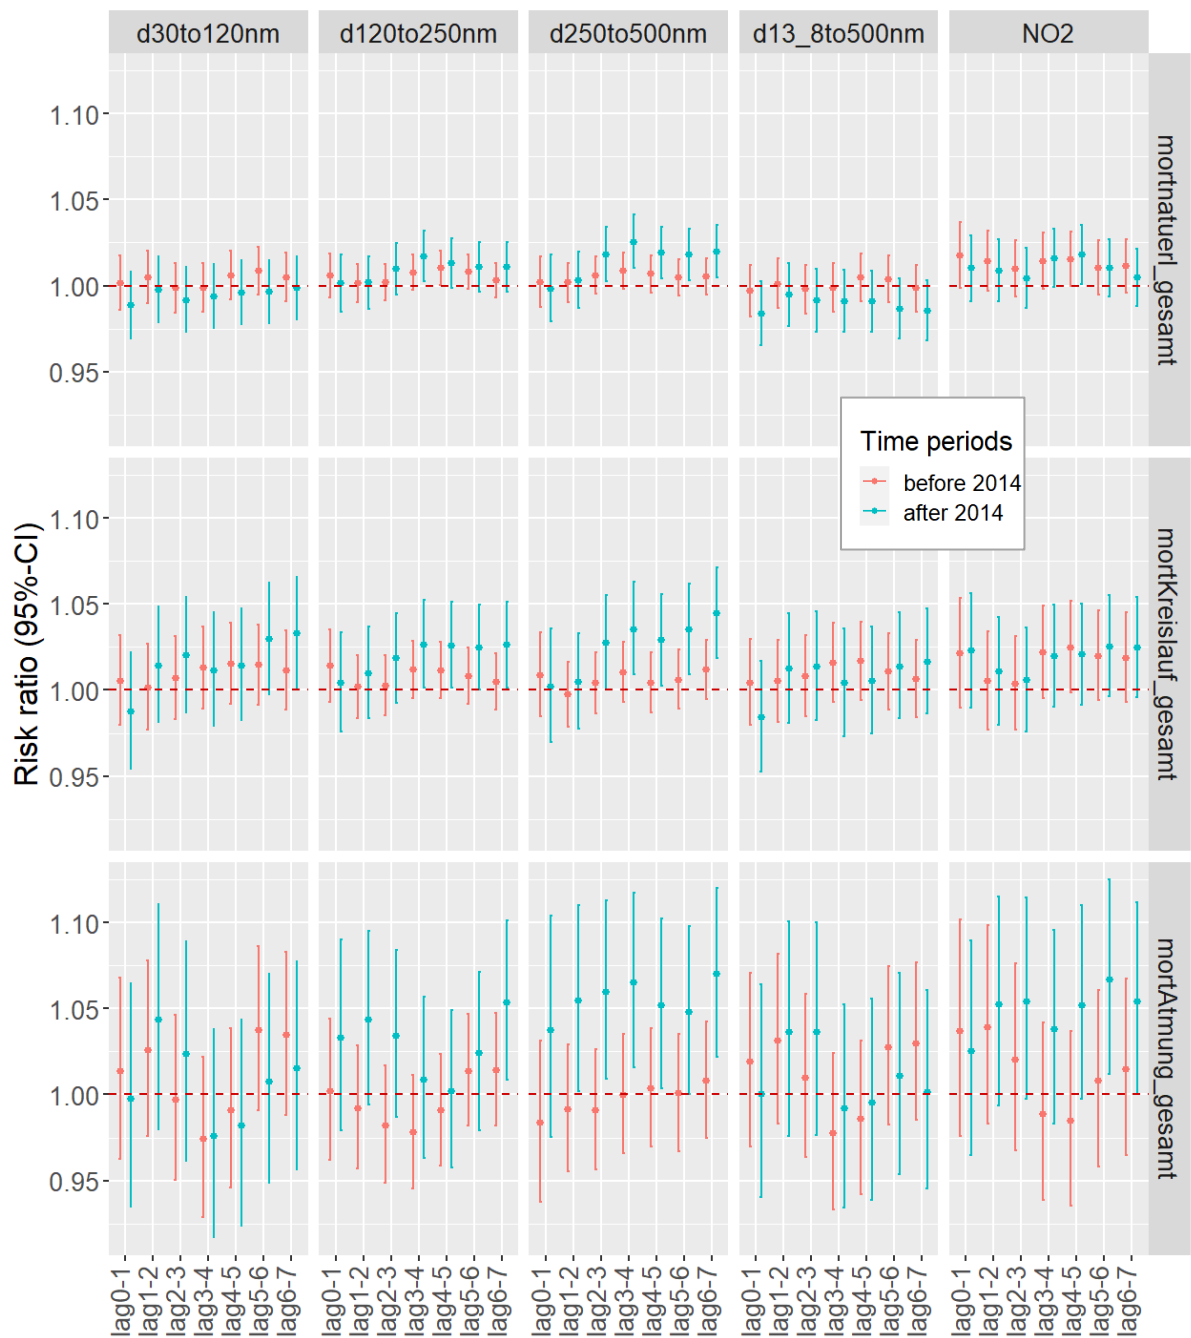 d30to120nm d120to250nm d250to500nm d13_8to500nm NO2
Risk ratio (95%-CI)
1.10
1.05
1.00
0.95
mortnatuerl_gesamt
Time periods
before 2014
after 2014
1.10
1.05
1.00
0.95
mortKreislauf_gesamt
1.10
1.05
1.00
0.95
mortAtmung_gesamt
lag0-1 lag1-2 lag2-3 lag3-4 lag4-5 lag5-6 lag6-7 lag0-1 lag1-2 lag2-3 lag3-4 lag4-5 lag5-6 lag6-7 lag0-1 lag1-2 lag2-3 lag3-4 lag4-5 lag5-6 lag6-7 lag0-1 lag1-2 lag2-3 lag3-4 lag4-5 lag5-6 lag6-7 lag0-1 lag1-2 lag2-3 lag3-4 lag4-5 lag5-6 lag6-7